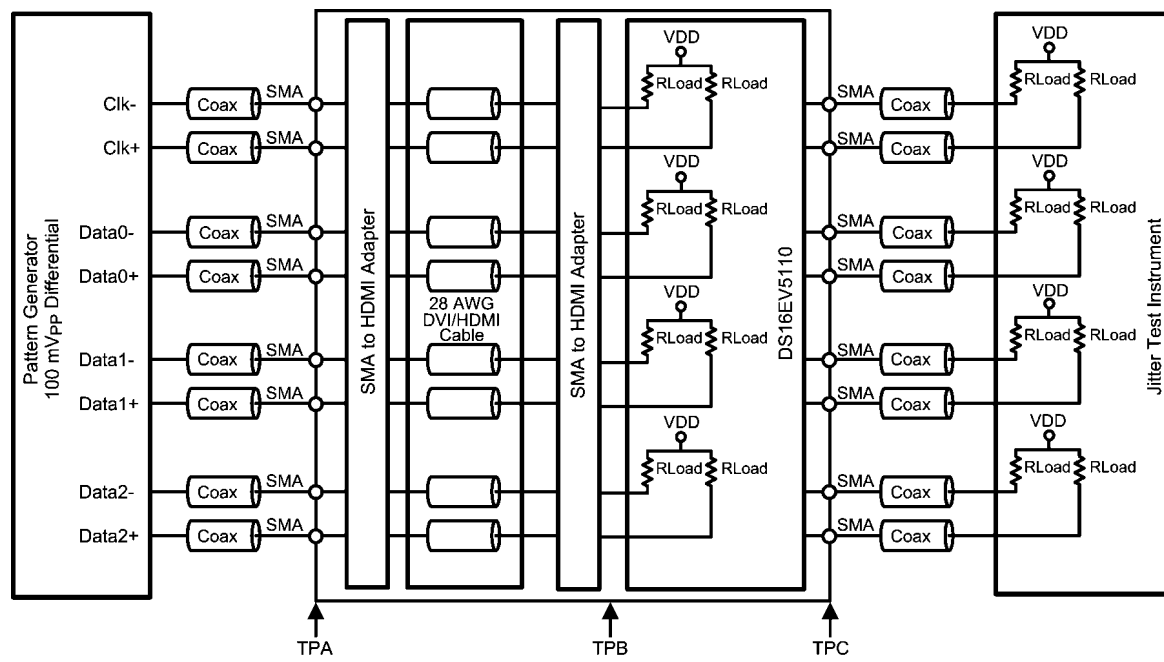 Pattern Generator
100 mVPP Differential
Clk-
Clk+
Data0-
Data0+
Data1-
Data1+
Data2-
Data2+
Coax
Coax
Coax
Coax
Coax
Coax
Coax
Coax
SMA
SMA
SMA
SMA
SMA
SMA
SMA
SMA
SMA to HDMI Adapter
28 AWG
DVI/HDMI
Cable
SMA to HDMI Adapter
VDD
RLoad
RLoad
VDD
RLoad
RLoad
VDD
RLoad
RLoad
VDD
RLoad
RLoad
DS16EV5110
SMA
SMA
SMA
SMA
SMA
SMA
SMA
SMA
Coax
Coax
Coax
Coax
Coax
Coax
Coax
Coax
VDD
RLoad
RLoad
VDD
RLoad
RLoad
VDD
RLoad
RLoad
VDD
RLoad
RLoad
Jitter Test Instrument
TPA
TPB
TPC